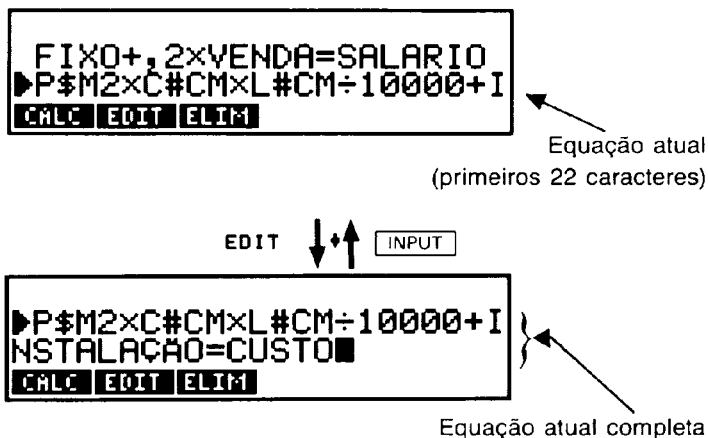 FIXO+,2×VENDA=SALARIO
▶P$M2×C#CM×L#CM÷10000+I
CALC EDIT ELIM
Equação atual
(primeiros 22 caracteres)
EDIT INPUT
▶P$M2×C#CM×L#CM÷10000+I
NSTALAÇÃO=CUSTO
CALC EDIT ELIM
Equação atual completa